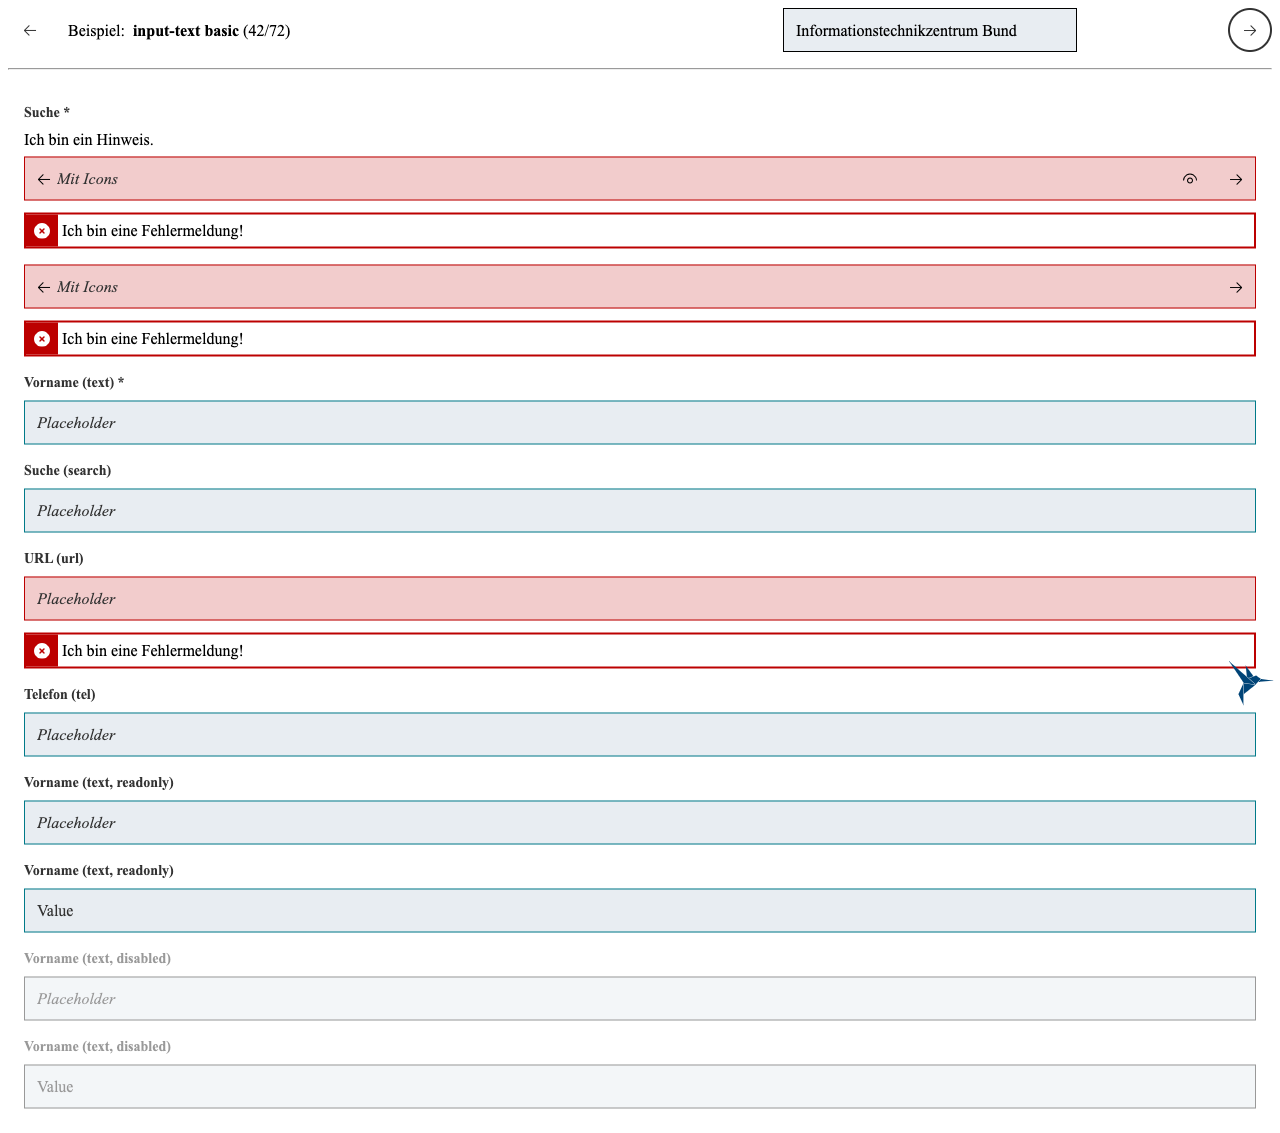 Beispiel: input-text basic (42/72)
Informationstechnikzentrum Bund
Suche *
Ich bin ein Hinweis.
Mit Icons
Ich bin eine Fehlermeldung!
Mit Icons
Ich bin eine Fehlermeldung!
Vorname (text) *
Placeholder
Suche (search)
Placeholder
URL (url)
Placeholder
Ich bin eine Fehlermeldung!
Telefon (tel)
Placeholder
Vorname (text, readonly)
Placeholder
Vorname (text, readonly)
Value
Vorname (text, disabled)
Placeholder
Vorname (text, disabled)
Value